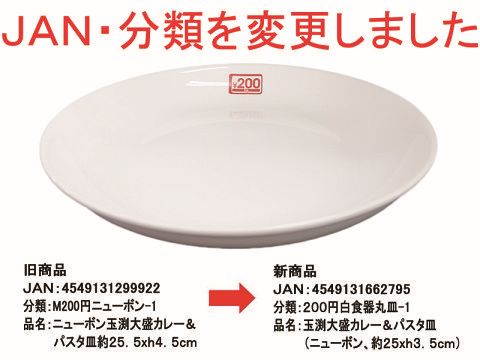 JAN・分類を変更しました
¥200
旧商品
JAN:4549131299922
分類:M200円ニューボン-1
品名:ニューボン玉渕大盛カレー&
パスタ皿約25.5xh4.5cm
新商品
JAN:4549131662795
分類:200円白食器丸皿-1
品名:玉渕大盛カレー&パスタ皿
(ニューボン、約25xh3.5cm)